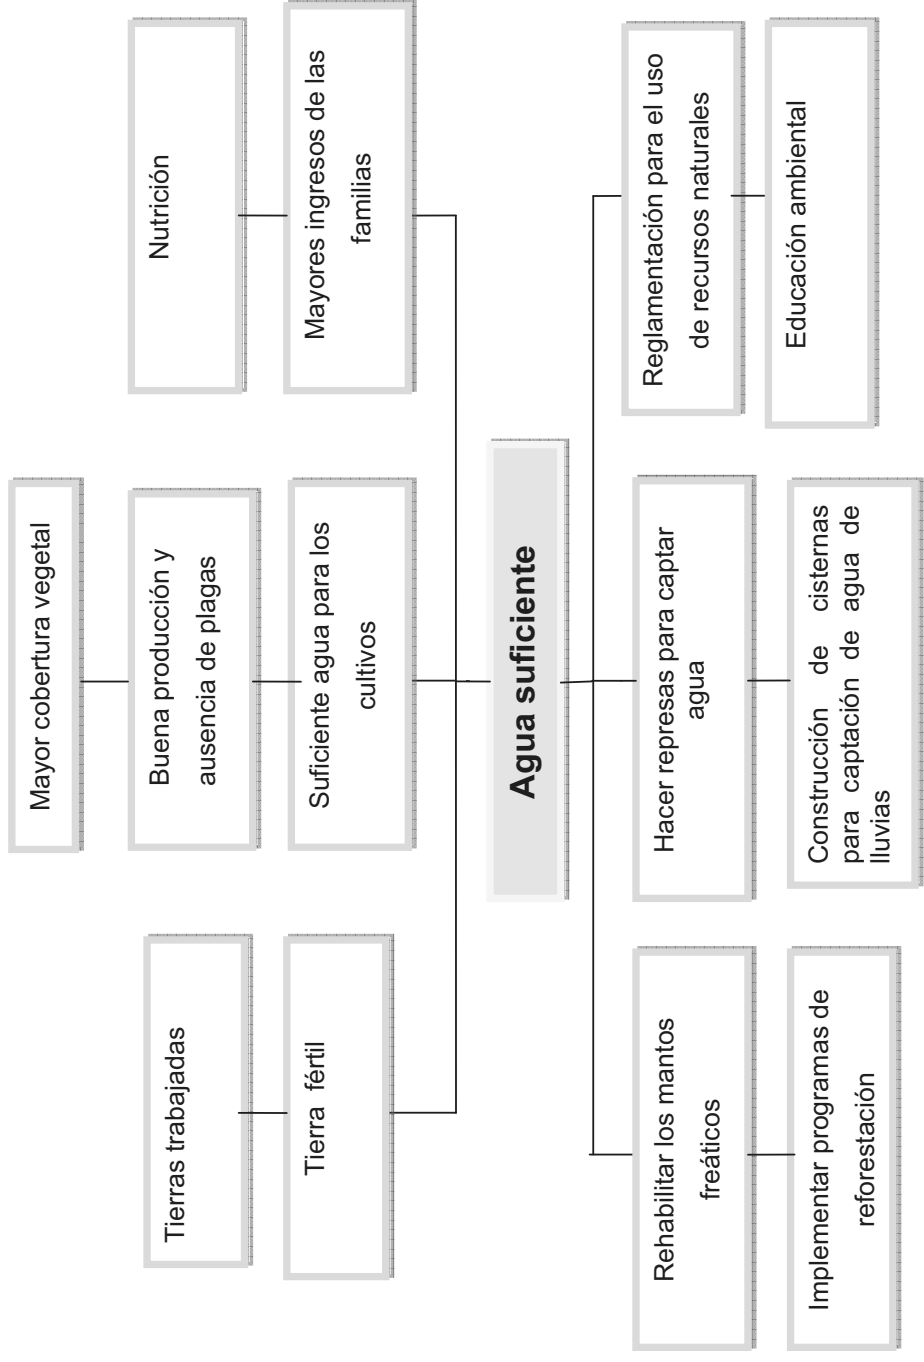 Mayor cobertura vegetal
Tierras trabajadas
Buena producción y
ausencia de plagas
Nutrición
Tierra fértil
Suficiente agua para los
cultivos
Mayores ingresos de las
familias
Agua suficiente
Rehabilitar los mantos
freáticos
Hacer represas para captar
agua
Reglamentación para el uso
de recursos naturales
Implementar programas de
reforestación
Construcción de cisternas
para captación de agua de
lluvias
Educación ambiental